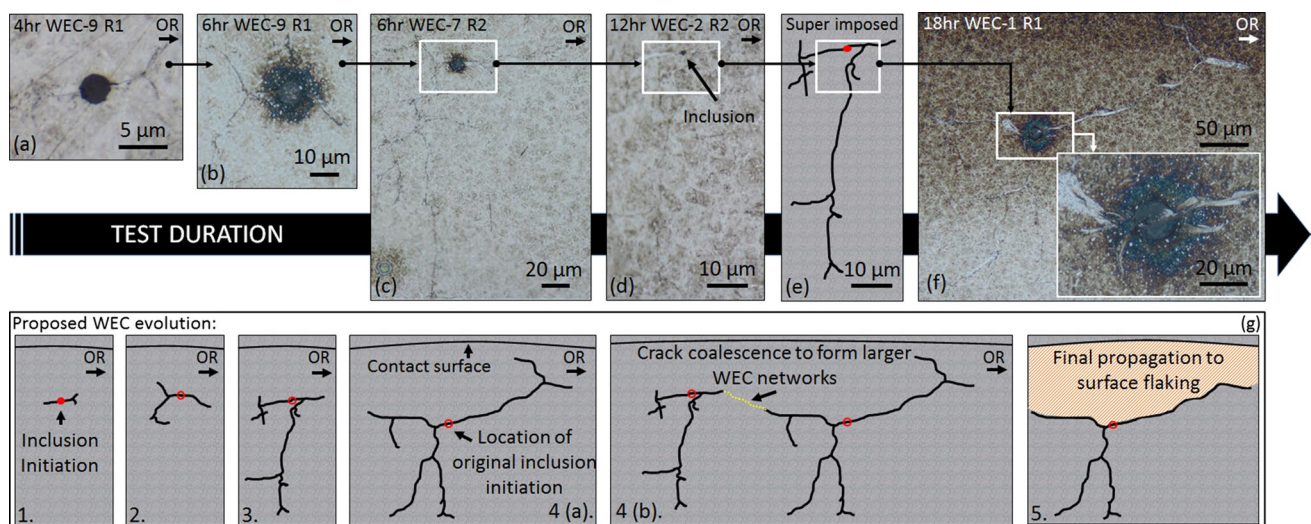 4hr WEC-9 R1
OR
5 µm
(a)
6hr WEC-9 R1
OR
10 µm
(b)
6hr WEC-7 R2
OR
20 µm
(c)
12hr WEC-2 R2
OR
Inclusion
10 µm
(d)
Super imposed
10 µm
(e)
18hr WEC-1 R1
OR
50 µm
20 µm
(f)
TEST DURATION
Proposed WEC evolution:
(g)
OR
Inclusion
Initiation
1.
OR
2.
OR
3.
Contact surface
OR
Location of
original inclusion
initiation
4 (a).
Crack coalescence to form larger
WEC networks
OR
4 (b).
Final propagation to
surface flaking
5.